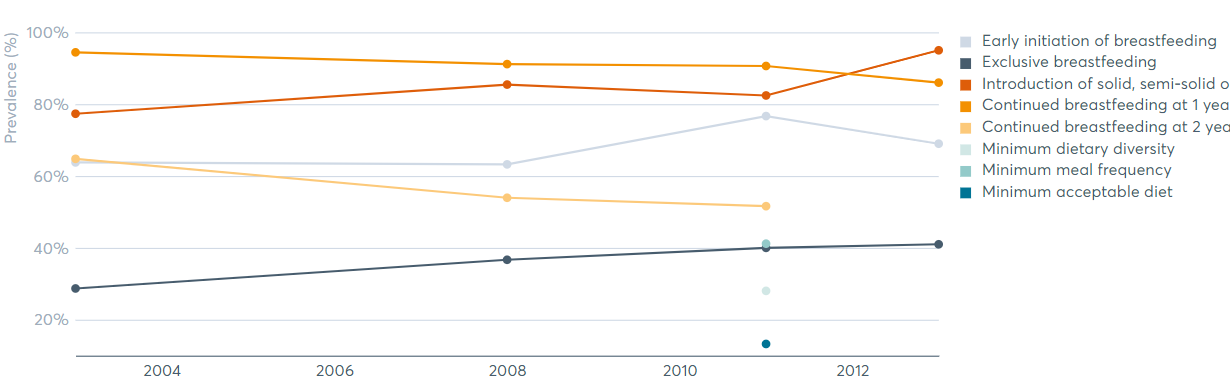 Prevalence (%)
100%
80%
60%
40%
20%
2004 2006 2008 2010 2012
Early initiation of breastfeeding
Exclusive breastfeeding
Introduction of solid, semi-solid o
Continued breastfeeding at 1 yea
Continued breastfeeding at 2 yea
Minimum dietary diversity
Minimum meal frequency
Minimum acceptable diet